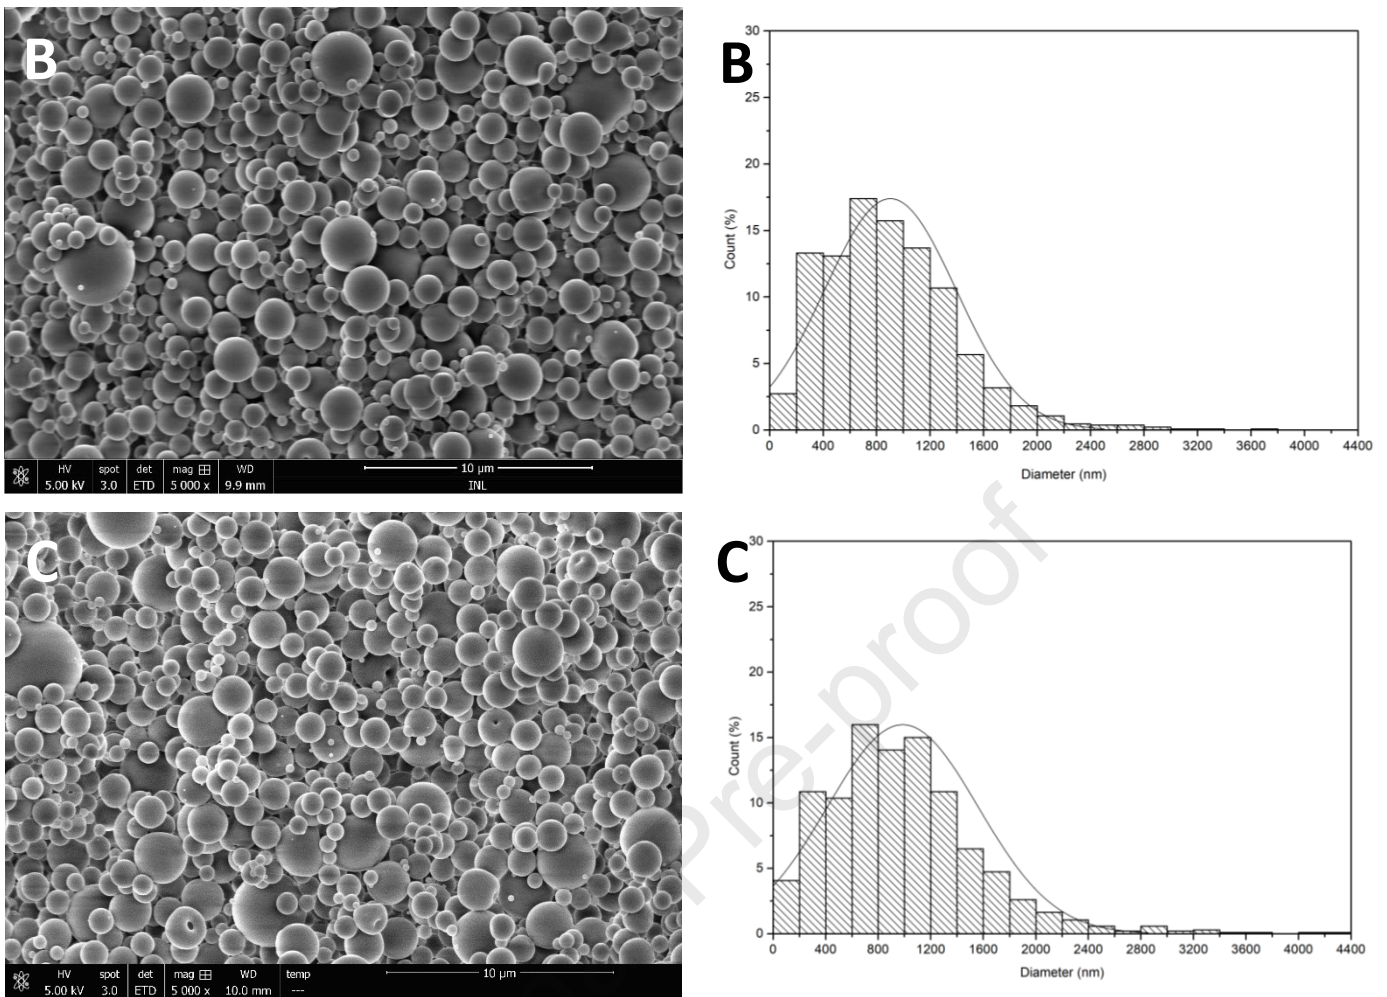 B
HV spot det mag WD 10 µm
5.00 kV 3.0 ETD 5 000 x 9.9 mm INL
B
30
25
20
15
10
5
0
Count (%)
0 400 800 1200 1600 2000 2400 2800 3200 3600 4000 4400
Diameter (nm)
C
HV spot det mag WD temp 10 µm
5.00 kV 3.0 ETD 5 000 x 10.0 mm ---
C
30
25
20
15
10
5
0
Count (%)
0 400 800 1200 1600 2000 2400 2800 3200 3600 4000 4400
Diameter (nm)
Pre-proof